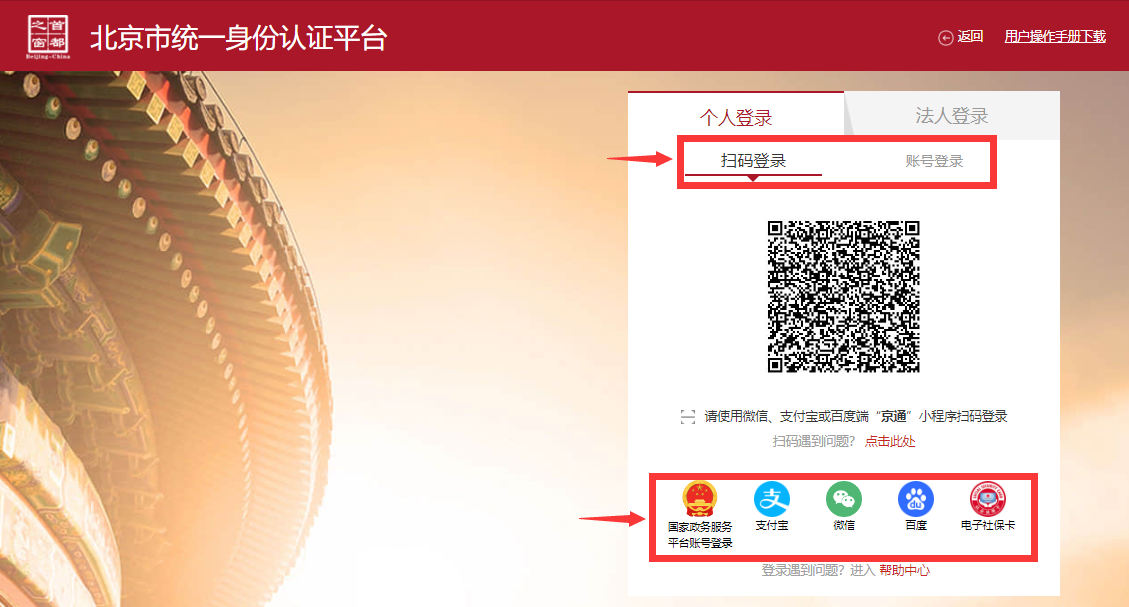 首都
之窗
Beijing-China
北京市统一身份认证平台
返回
用户操作手册下载
个人登录
法人登录
扫码登录
账号登录
请使用微信、支付宝或百度端“京通”小程序扫码登录
扫码遇到问题？ 点击此处
国家政务服务
平台账号登录
支付宝
微信
百度
电子社保卡
登录遇到问题？进入 帮助中心